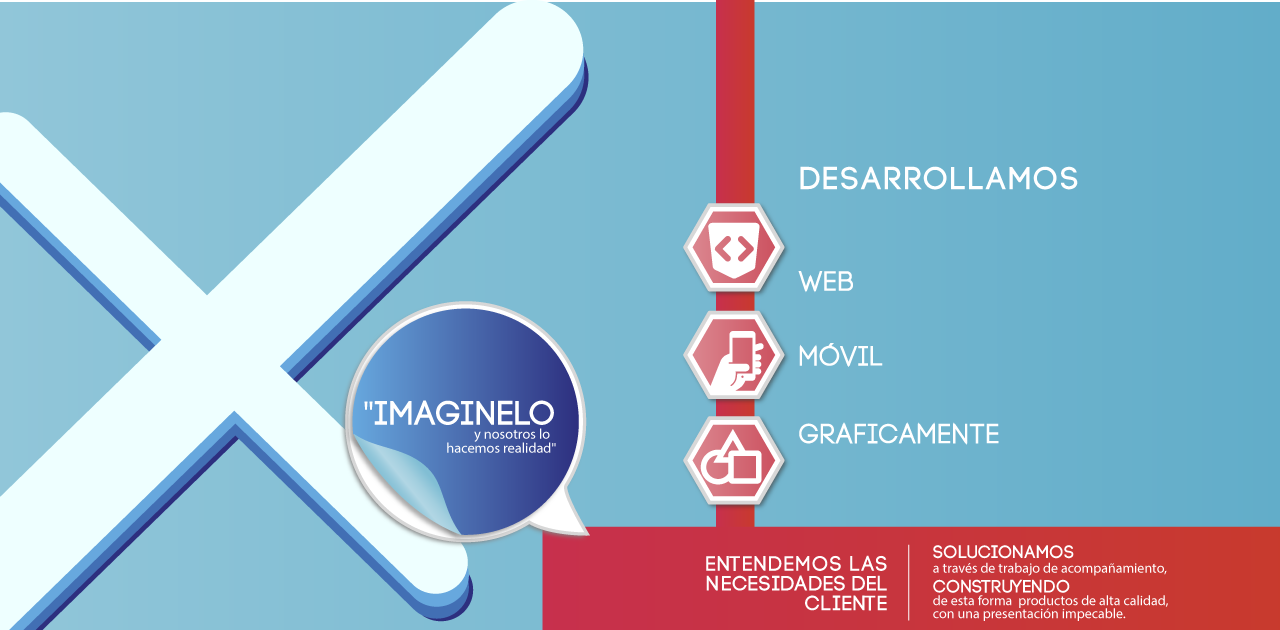 DESARROLLAMOS
WEB
MÓVIL
GRAFICAMENTE
"IMAGINELO
y nosotros lo
hacemos realidad"
ENTENDEMOS LAS
NECESIDADES DEL
CLIENTE
SOLUCIONAMOS
a través de trabajo de acompañamiento,
CONSTRUYENDO
de esta forma productos de alta calidad,
con una presentación impecable.